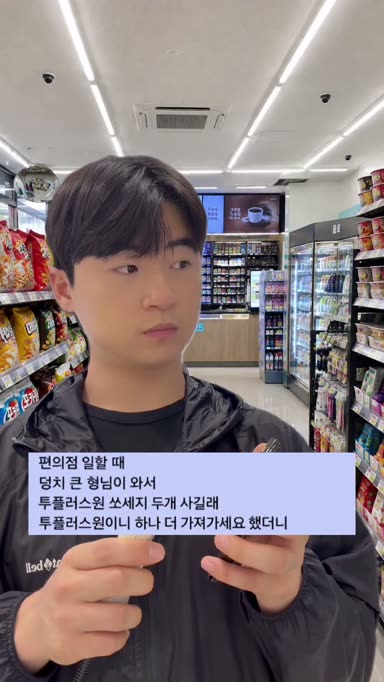 편의점 일할 때
덩치 큰 형님이 와서
투플러스원 쏘세지 두개 사길래
투플러스원이니 하나 더 가져가세요 했더니